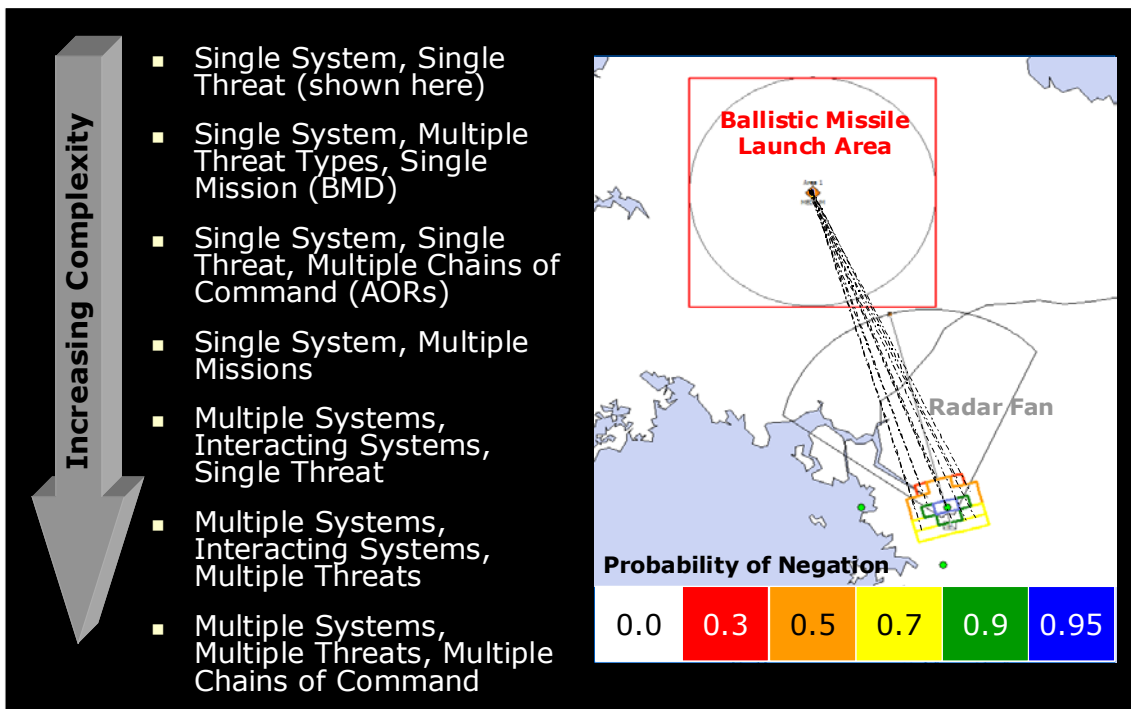 Increasing Complexity
Single System, Single
Threat (shown here)
Single System, Multiple
Threat Types, Single
Mission (BMD)
Single System, Single
Threat, Multiple Chains of
Command (AORs)
Single System, Multiple
Missions
Multiple Systems,
Interacting Systems,
Single Threat
Multiple Systems,
Interacting Systems,
Multiple Threats
Multiple Systems,
Multiple Threats, Multiple
Chains of Command
Ballistic Missile
Launch Area
Area 1
Radar Fan
Probability of Negation
0.0 0.3 0.5 0.7 0.9 0.95